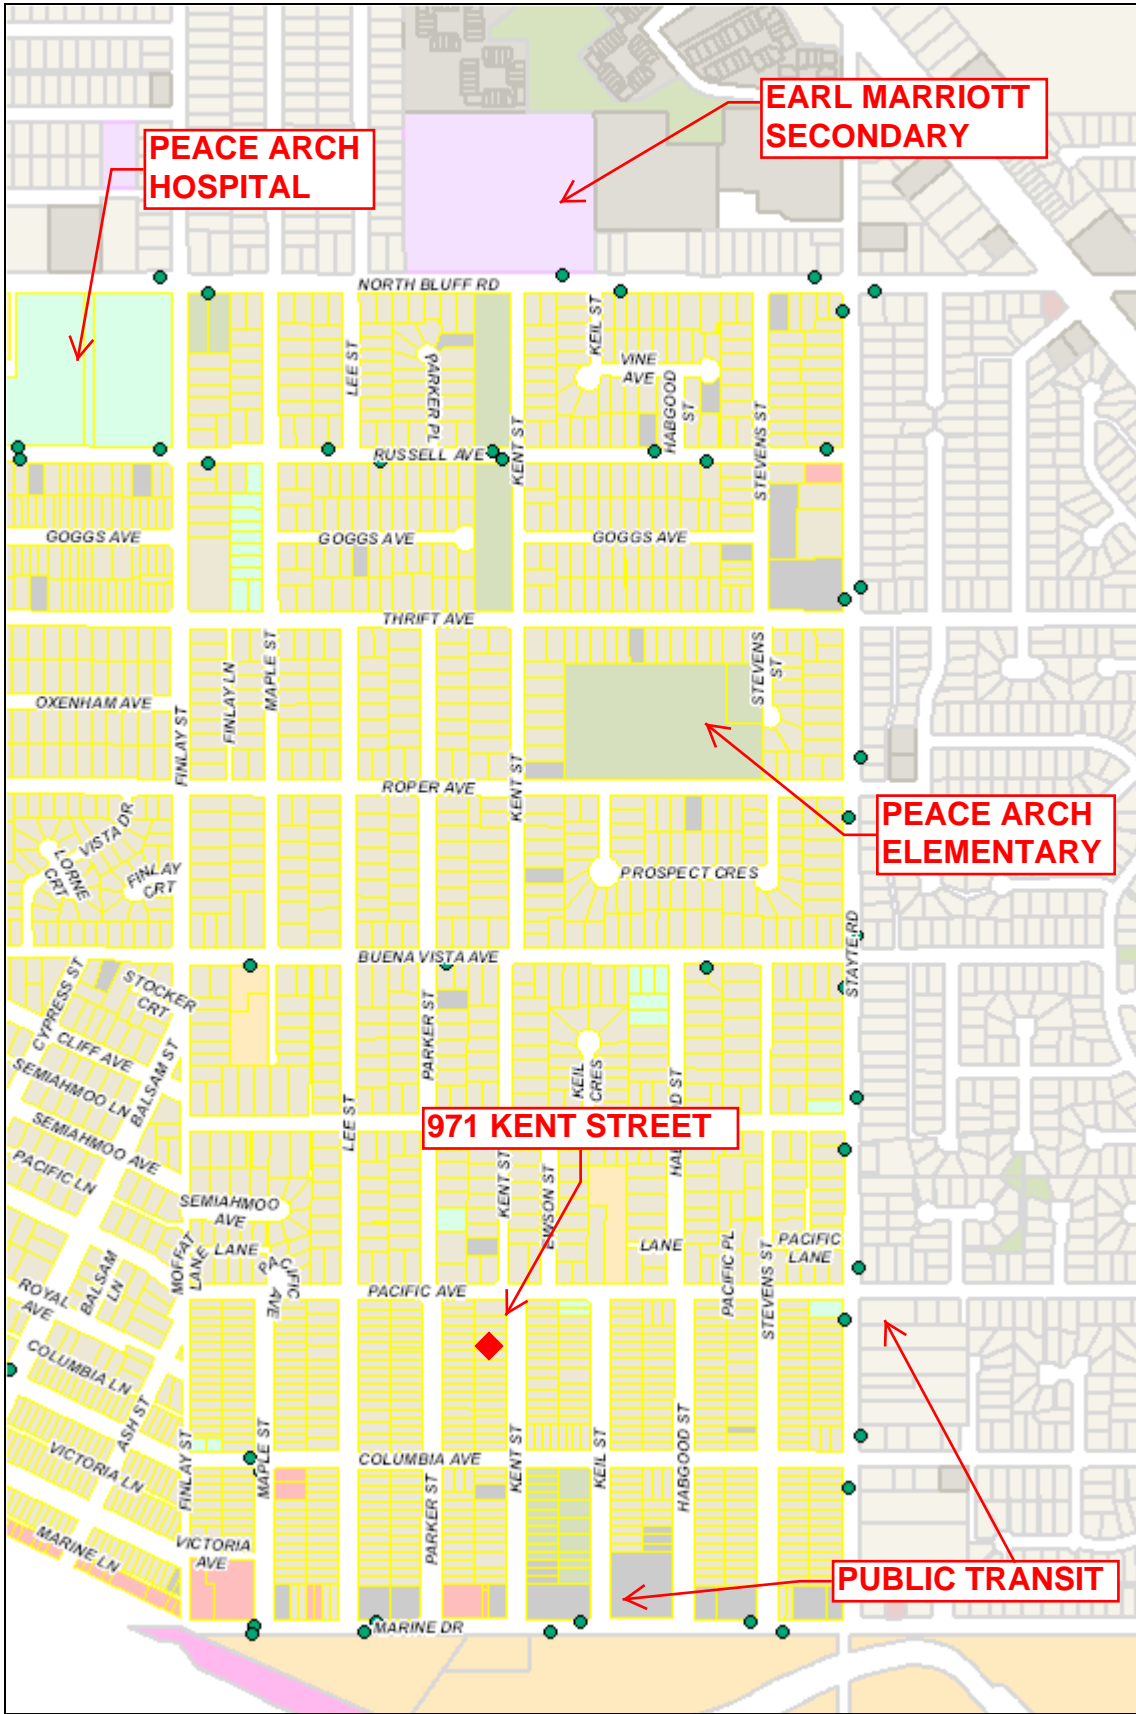 EARL MARRIOTT
SECONDARY
PEACE ARCH
HOSPITAL
NORTH BLUFF RD
LEE ST
PARKER PL
KEIL ST
VINE
AVE
HABGOOD
ST
STEVENS ST
KENT ST
RUSSELL AVE
GOGGS AVE
GOGGS AVE
GOGGS AVE
THRIFT AVE
FINLAY LN
MAPLE ST
STEVENS
ST
OXENHAM AVE
FINLAY ST
KENT ST
ROPER AVE
PEACE ARCH
ELEMENTARY
VISTA DR
LORNE
CRT
FINLAY
CRT
PROSPECT CRES
BUENA VISTA AVE
STAYTE RD
CYPRESS ST
STOCKER
CRT
CLIFF AVE
PARKER ST
KEIL
CRES
SEMIAHMOO LN
BALSAM ST
LEE ST
971 KENT STREET
SEMIAHMOO AVE
PACIFIC LN
KENT ST
SEMIAHMOO
AVE
MOFFAT
LANE
LANE
PACIFIC
AVE
LANE
PACIFIC PL
STEVENS ST
PACIFIC
LANE
BALSAM
LN
ROYAL
AVE
PACIFIC AVE
COLUMBIA LN
ASH ST
FINLAY ST
MAPLE ST
COLUMBIA AVE
KENT ST
KEIL ST
HABGOOD ST
VICTORIA LN
PARKER ST
VICTORIA
AVE
MARINE LN
PUBLIC TRANSIT
MARINE DR